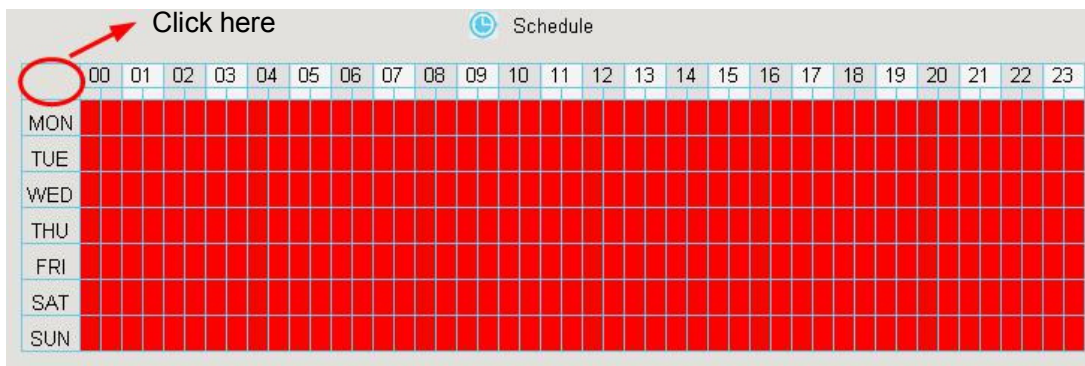 Click here
Schedule
00 01 02 03 04 05 06 07 08 09 10 11 12 13 14 15 16 17 18 19 20 21 22 23
MON
TUE
WED
THU
FRI
SAT
SUN